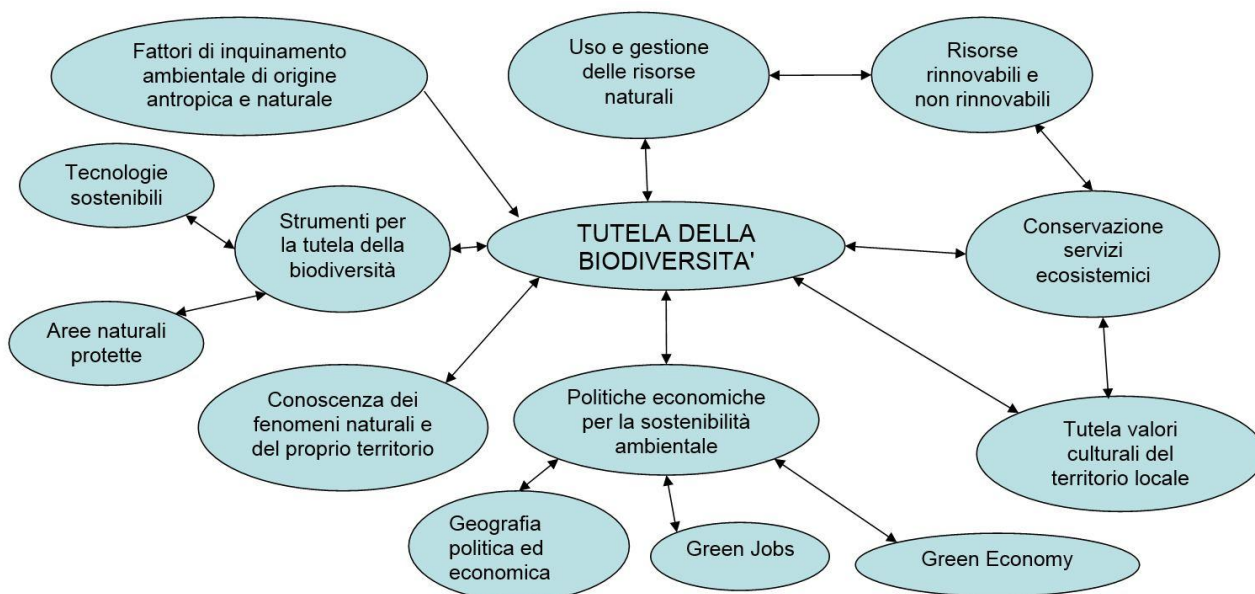 Fattori di inquinamento
ambientale di origine
antropica e naturale
Uso e gestione
delle risorse
naturali
Risorse
rinnovabili e
non rinnovabili
Tecnologie
sostenibili
Strumenti per
la tutela della
biodiversità
TUTELA DELLA
BIODIVERSITA'
Conservazione
servizi
ecosistemici
Aree naturali
protette
Conoscenza dei
fenomeni naturali e
del proprio territorio
Politiche economiche
per la sostenibilità
ambientale
Tutela valori
culturali del
territorio locale
Geografia
politica ed
economica
Green Jobs
Green Economy